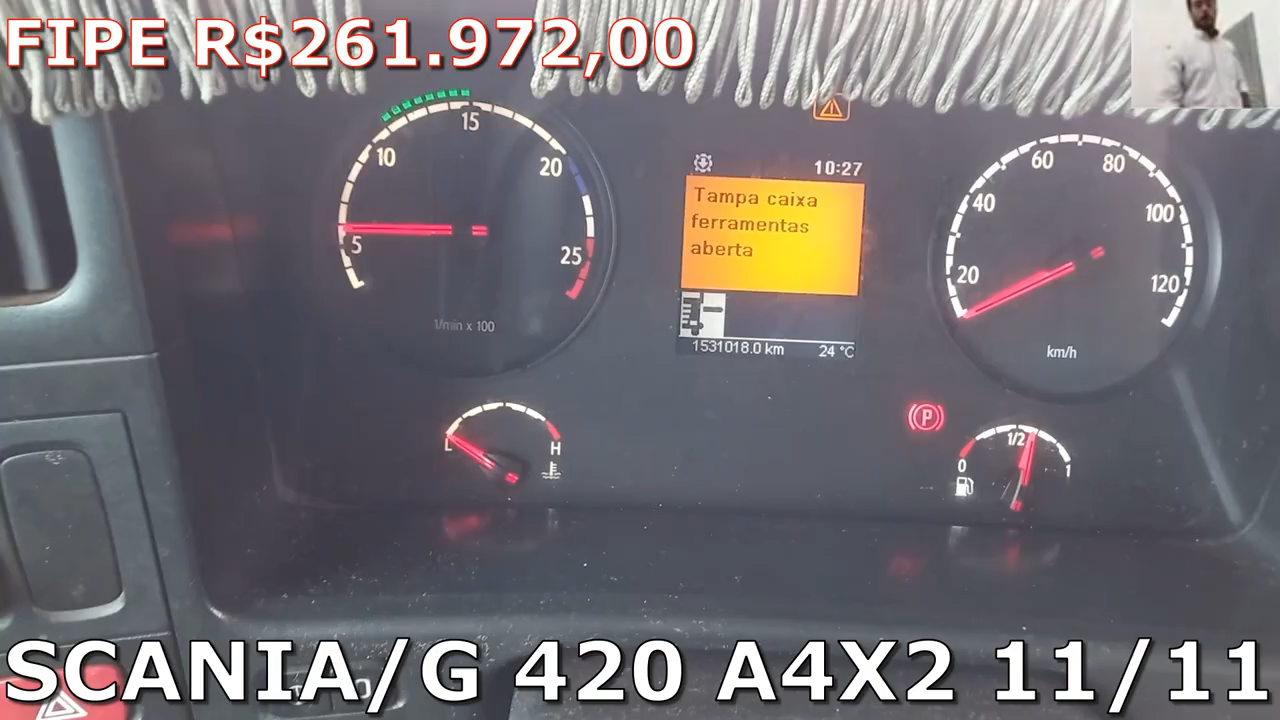 FIPE R$261.972,00
5
10
15
20
25
1/min x 100
10:27
Tampa caixa
ferramentas
aberta
1531018.0 km 24 °C
20
40
60
80
100
120
km/h
L H
P
0 1/2 1
SCANIA/G 420 A4X2 11/11